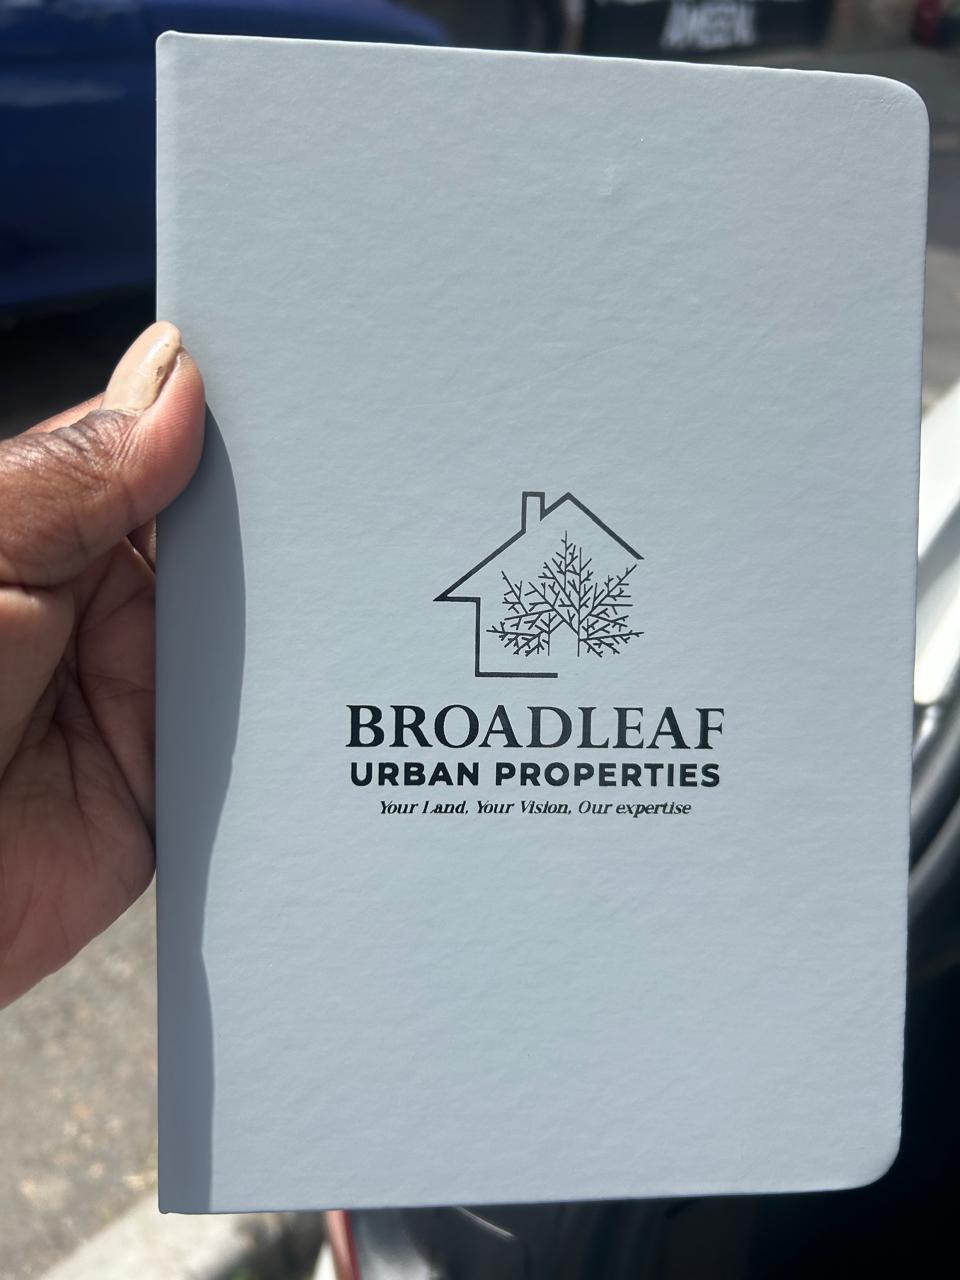 BROADLEAF
URBAN PROPERTIES
Your Land, Your Vision, Our expertise